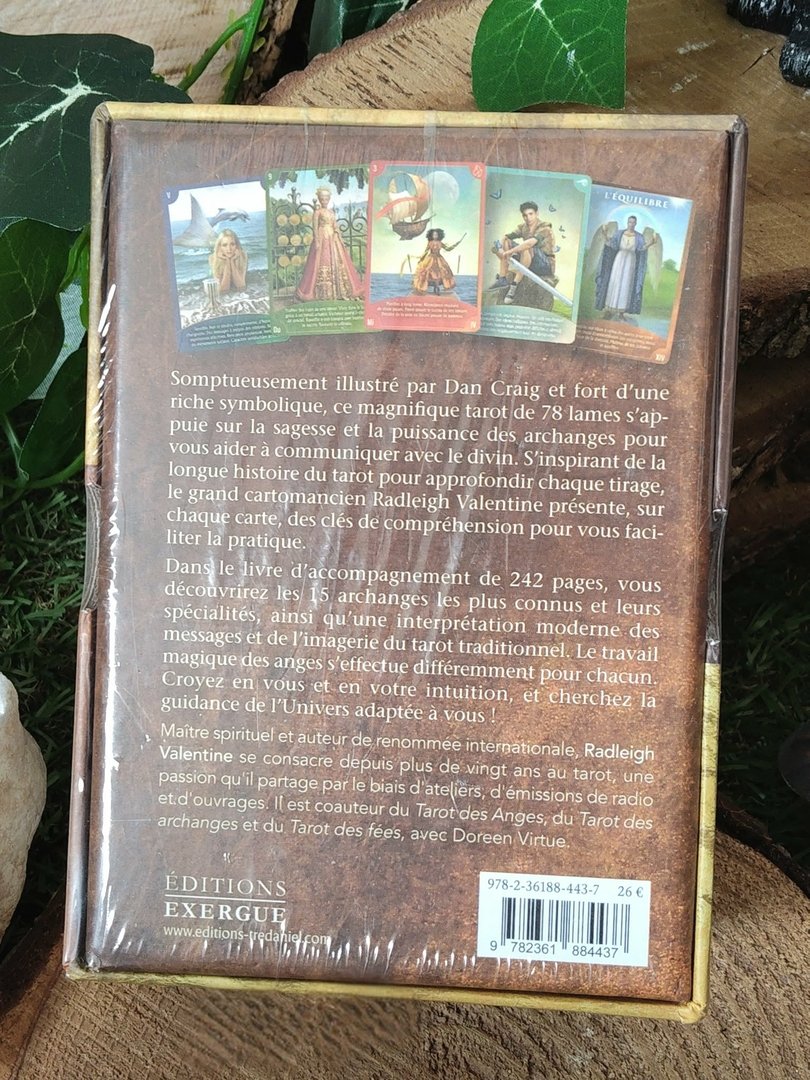 V
9
3
L'ÉQUILIBRE
XIV
Somptueusement illustré par Dan Craig et fort d'une
riche symbolique, ce magnifique tarot de 78 lames s'ap-
puie sur la sagesse et la puissance des archanges pour
vous aider à communiquer avec le divin. S'inspirant de la
longue histoire du tarot pour approfondir chaque tirage,
le grand cartomancien Radleigh Valentine présente, sur
chaque carte, des clés de compréhension pour vous faci-
liter la pratique.
Dans le livre d'accompagnement de 242 pages, vous
découvrirez les 15 archanges les plus connus et leurs
spécialités, ainsi qu'une interprétation moderne des
messages et de l'imagerie du tarot traditionnel. Le travail
magique des anges s'effectue différemment pour chacun.
Croyez en vous et en votre intuition, et cherchez la
guidance de l'Univers adaptée à vous !
Maître spirituel et auteur de renommée internationale, Radleigh
Valentine se consacre depuis plus de vingt ans au tarot, une
passion qu'il partage par le biais d'ateliers, d'émissions de radio
et d'ouvrages. Il est coauteur du Tarot des Anges, du Tarot des
archanges et du Tarot des fées, avec Doreen Virtue.
ÉDITIONS
EXERGUE
www.editions-tredaniel.com
978-2-36188-443-7 26 €
9 782361 884437